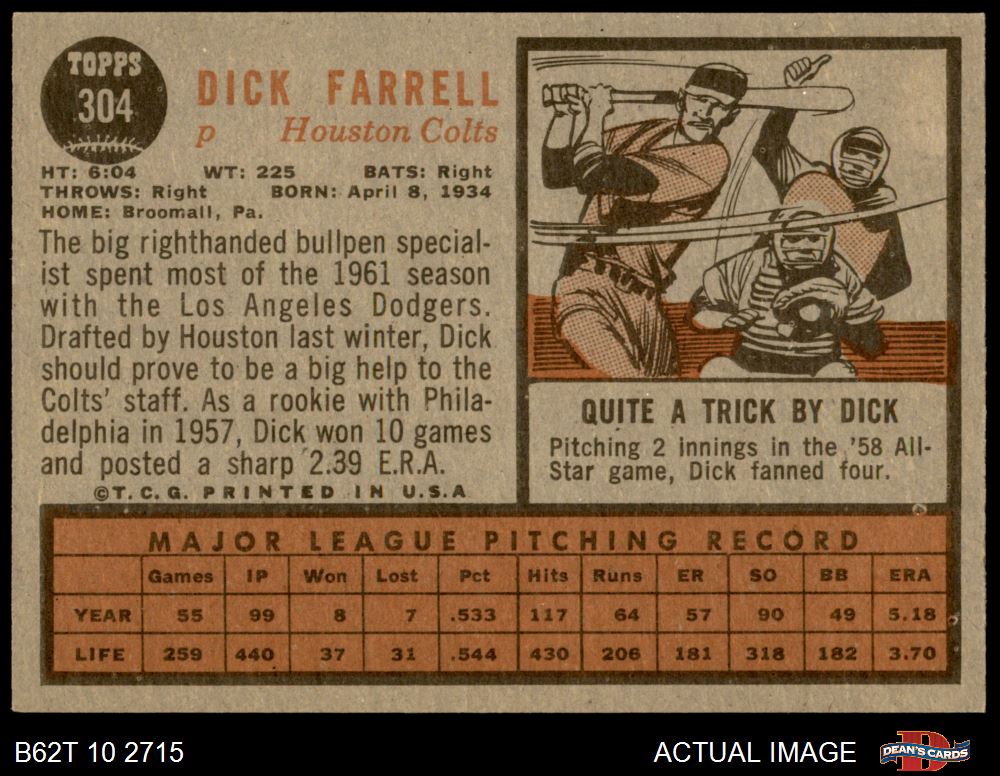 TOPPS
304
DICK FARRELL
p Houston Colts
HT: 6:04 WT: 225 BATS: Right
THROWS: Right BORN: April 8, 1934
HOME: Broomall, Pa.
The big righthanded bullpen special-
ist spent most of the 1961 season
with the Los Angeles Dodgers.
Drafted by Houston last winter, Dick
should prove to be a big help to the
Colts' staff. As a rookie with Phila-
delphia in 1957, Dick won 10 games
and posted a sharp 2.39 E.R.A.
©T.C.G. PRINTED IN U.S.A
QUITE A TRICK BY DICK
Pitching 2 innings in the '58 All-
Star game, Dick fanned four.
MAJOR LEAGUE PITCHING RECORD
Games IP Won Lost Pct Hits Runs ER SO BB ERA
YEAR 55 99 8 7 .533 117 64 57 90 49 5.18
LIFE 259 440 37 31 .544 430 206 181 318 182 3.70
B62T 10 2715 ACTUAL IMAGE
D
DEAN'S CARDS